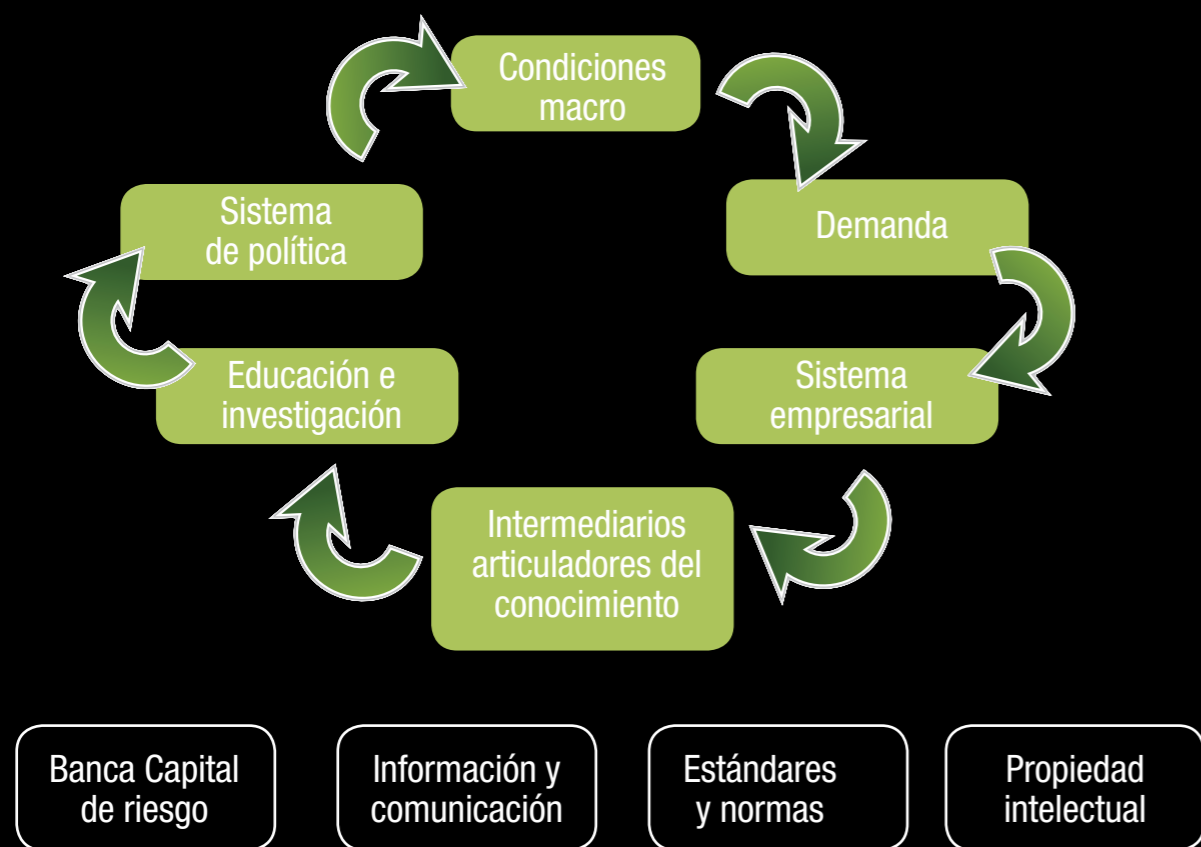 Condiciones
macro
Demanda
Sistema
empresarial
Intermediarios
articuladores del
conocimiento
Educación e
investigación
Sistema
de política
Banca Capital
de riesgo
Información y
comunicación
Estándares
y normas
Propiedad
intelectual